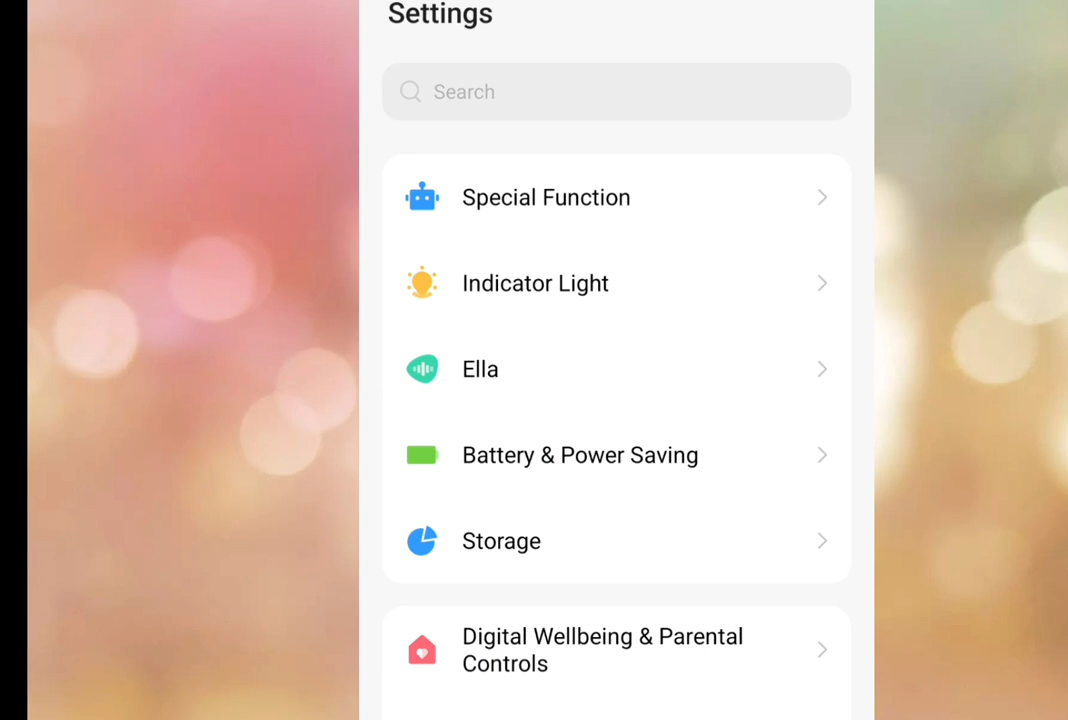 Settings
Search
Special Function
Indicator Light
Ella
Battery & Power Saving
Storage
Digital Wellbeing & Parental
Controls